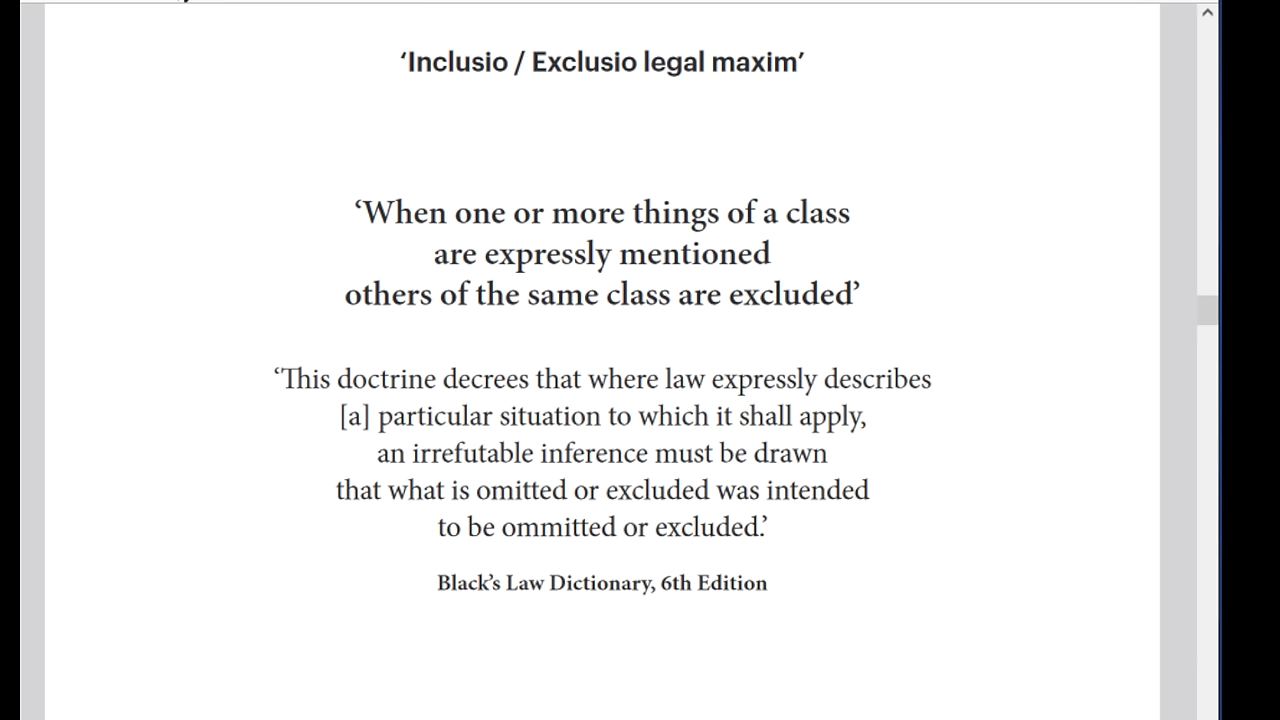 ‘Inclusio / Exclusio legal maxim’
‘When one or more things of a class
are expressly mentioned
others of the same class are excluded’
‘This doctrine decrees that where law expressly describes
[a] particular situation to which it shall apply,
an irrefutable inference must be drawn
that what is omitted or excluded was intended
to be ommitted or excluded.’
Black’s Law Dictionary, 6th Edition